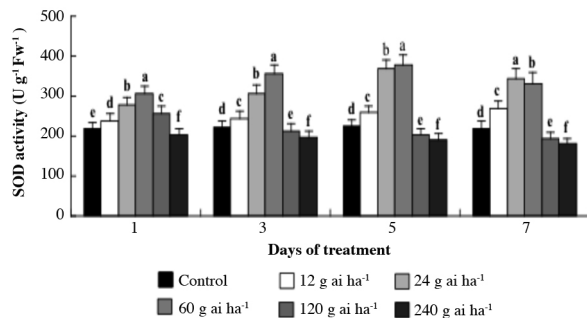 SOD activity (U g⁻¹ Fw⁻¹)
500
400
300
200
100
0
e d b a c f
d c b a e f
d c b a e f
d c a b e f
1 3 5 7
Days of treatment
Control 12 g ai ha⁻¹ 24 g ai ha⁻¹
60 g ai ha⁻¹ 120 g ai ha⁻¹ 240 g ai ha⁻¹